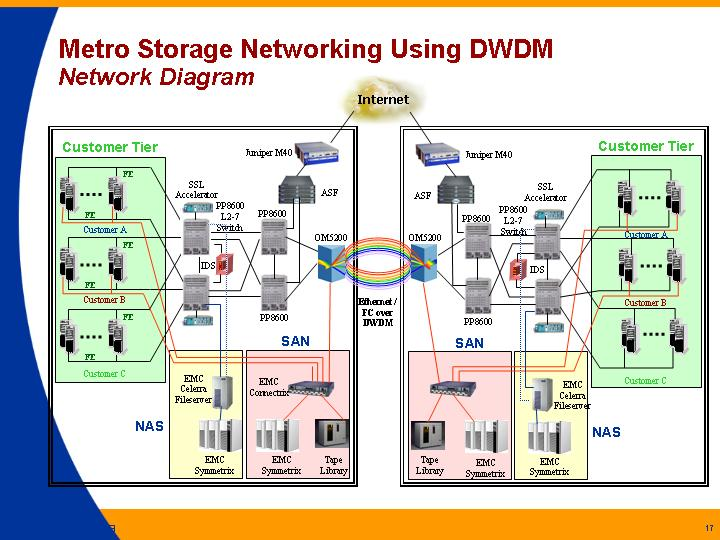 Metro Storage Networking Using DWDM
Network Diagram
Internet
Customer Tier
Juniper M40
FE
SSL
Accelerator
ASF
PP8600
L2-7
Switch
PP8600
FE
Customer A
OM5200
FE
IDS
FE
Customer B
PP8600
FE
FE
Customer C
SAN
EMC
Celerra
Fileserver
EMC
Connectrix
NAS
EMC
Symmetrix
EMC
Symmetrix
Tape
Library
Ethernet /
FC over
DWDM
Customer Tier
Juniper M40
SSL
Accelerator
ASF
PP8600
PP8600
L2-7
Switch
OM5200
Customer A
IDS
Customer B
PP8600
SAN
Customer C
EMC
Celerra
Fileserver
NAS
Tape
Library
EMC
Symmetrix
EMC
Symmetrix
17